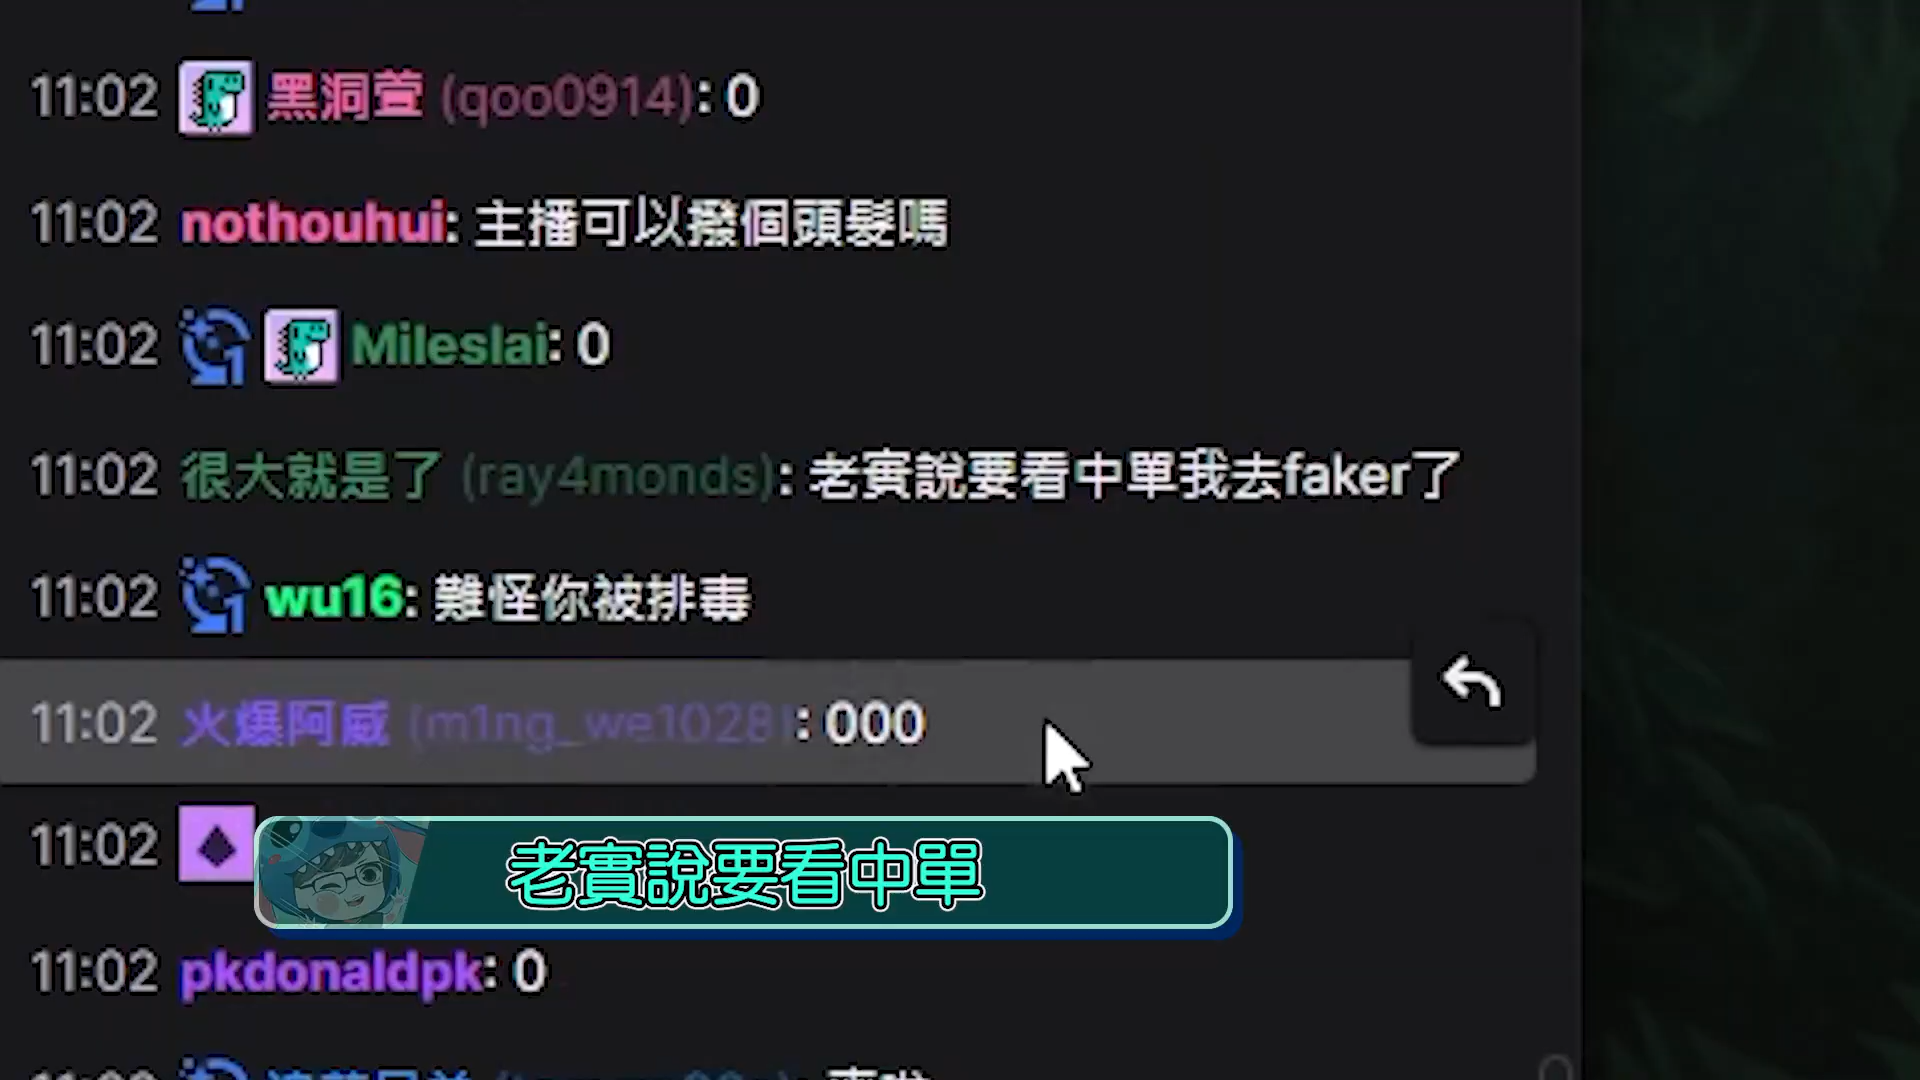 11:02 黑洞萱 (qoo0914): 0
11:02 nothouhui: 主播可以撥個頭髮嗎
11:02 Mileslai: 0
11:02 很大就是了 (ray4monds): 老實說要看中單我去faker了
11:02 wu16: 難怪你被排毒
11:02 火爆阿威 (m1ng_we1028): 000
11:02
老實說要看中單
11:02 pkdonaldpk: 0